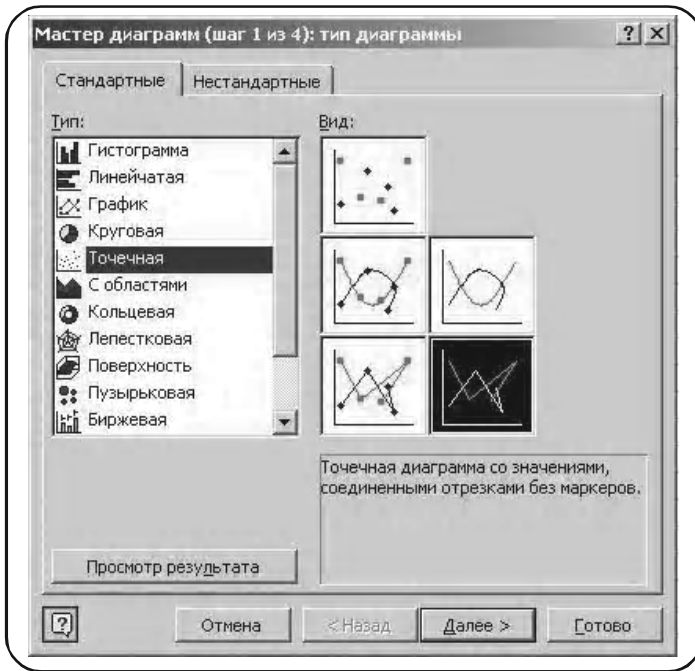 Мастер диаграмм (шаг 1 из 4): тип диаграммы
Стандартные
Нестандартные
Тип:
Гистограмма
Линейчатая
График
Круговая
Точечная
С областями
Кольцевая
Лепестковая
Поверхность
Пузырьковая
Биржевая
Вид:
Точечная диаграмма со значениями,
соединенными отрезками без маркеров.
Просмотр результата
Отмена
< Назад
Далее >
Готово